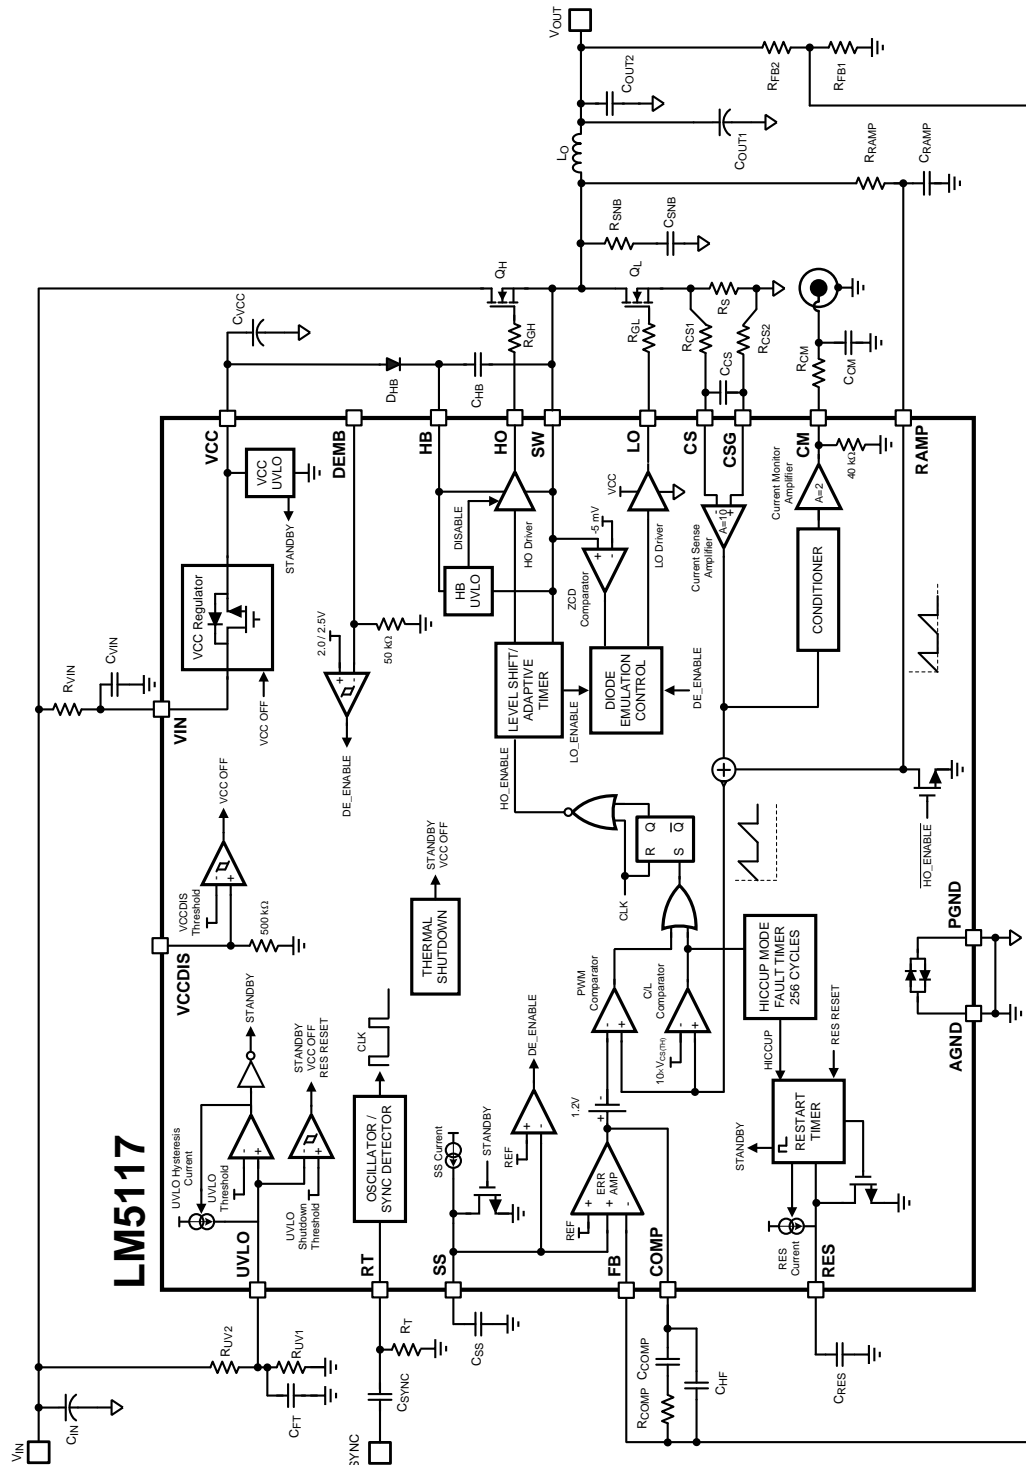 LM5117
VIN
CIN
RUV2
RUV1
CFT
UVLO
UVLO Hysteresis
Current
UVLO
Threshold
STANDBY
UVLO
Shutdown
Threshold
STANDBY
VCC OFF
RES RESET
VCCDIS
VCCDIS
Threshold
500 kΩ
VCC OFF
VIN
RVIN
CVIN
VCC OFF
VCC Regulator
STANDBY
VCC
UVLO
VCC
CVCC
SYNC
CSYNC
RT
RT
OSCILLATOR /
SYNC DETECTOR
CLK
THERMAL
SHUTDOWN
STANDBY
VCC OFF
DE_ENABLE
2.0 / 2.5V
50 kΩ
DEMB
DHB
HB
CHB
HB
UVLO
DISABLE
HO Driver
HO
RGH
QH
SW
LEVEL SHIFT/
ADAPTIVE
TIMER
HO_ENABLE
LO_ENABLE
DIODE
EMULATION
CONTROL
DE_ENABLE
ZCD
Comparator
-5 mV
VCC
LO Driver
LO
RGL
QL
RSNB
CSNB
LO
COUT1
COUT2
VOUT
RFB2
RFB1
CSS
SS
SS Current
STANDBY
REF
DE_ENABLE
FB
REF
ERR
AMP
1.2V
PWM
Comparator
C/L
Comparator
10×VCS(TH)
CLK
R
Q
S
Q
COMP
RCOMP
CCOMP
CHF
CS
CSG
RCS1
RCS2
CCS
RS
Current Sense
Amplifier
A=10
CM
RCM
CCM
Current Monitor
Amplifier
A=2
40 kΩ
CONDITIONER
RAMP
RRAMP
CRAMP
HO_ENABLE
HICCUP MODE
FAULT TIMER
256 CYCLES
HICCUP
RES RESET
STANDBY
RESTART
TIMER
RES
Current
RES
CRES
AGND
PGND